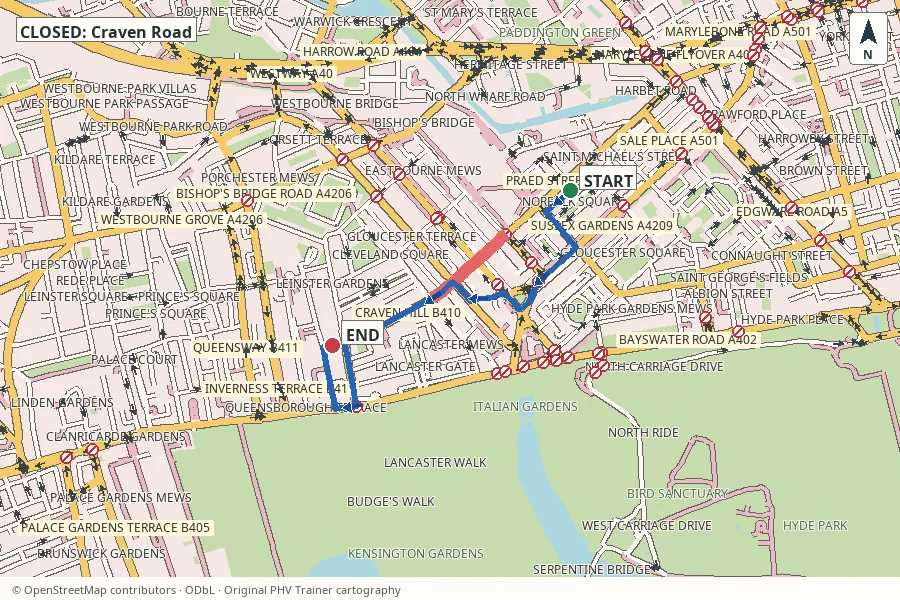 CLOSED: Craven Road
BOURNE TERRACE
WARWICK CRESCENT
ST MARY'S TERRACE
PADDINGTON GREEN
MARYLEBONE ROAD A501
HARROW ROAD A404
MARYLEBONE FLYOVER A40
N
WESTWAY A40
HERMITAGE STREET
WESTBOURNE PARK VILLAS
WESTBOURNE PARK PASSAGE
WESTBOURNE BRIDGE
NORTH WHARF ROAD
HARBET ROAD
CRAWFORD PLACE
WESTBOURNE PARK ROAD
ORSETT TERRACE
BISHOP'S BRIDGE
SALE PLACE A501
HARROWBY STREET
KILDARE TERRACE
SAINT MICHAEL'S STREET
PORCHESTER MEWS
EASTBOURNE MEWS
BROWN STREET
PRAED STREET
START
KILDARE GARDENS
BISHOP'S BRIDGE ROAD A4206
NORFOLK SQUARE
EDGWARE ROAD A5
WESTBOURNE GROVE A4206
SUSSEX GARDENS A4209
GLOUCESTER TERRACE
CLEVELAND SQUARE
GLOUCESTER SQUARE
CONNAUGHT STREET
CHEPSTOW PLACE
REDE PLACE
LEINSTER GARDENS
SAINT GEORGE'S FIELDS
LEINSTER SQUARE
PRINCE'S SQUARE
ALBION STREET
PRINCE'S SQUARE
CRAVEN HILL B410
HYDE PARK GARDENS MEWS
HYDE PARK PLACE
END
QUEENSWAY B411
LANCASTER MEWS
BAYSWATER ROAD A402
PALACE COURT
LANCASTER GATE
NORTH CARRIAGE DRIVE
INVERNESS TERRACE B41
LINDEN GARDENS
QUEENSBOROUGH TERRACE
ITALIAN GARDENS
CLANRICARDE GARDENS
NORTH RIDE
LANCASTER WALK
PALACE GARDENS MEWS
BUDGE'S WALK
BIRD SANCTUARY
PALACE GARDENS TERRACE B405
WEST CARRIAGE DRIVE
HYDE PARK
BRUNSWICK GARDENS
KENSINGTON GARDENS
SERPENTINE BRIDGE
© OpenStreetMap contributors · ODbL · Original PHV Trainer cartography